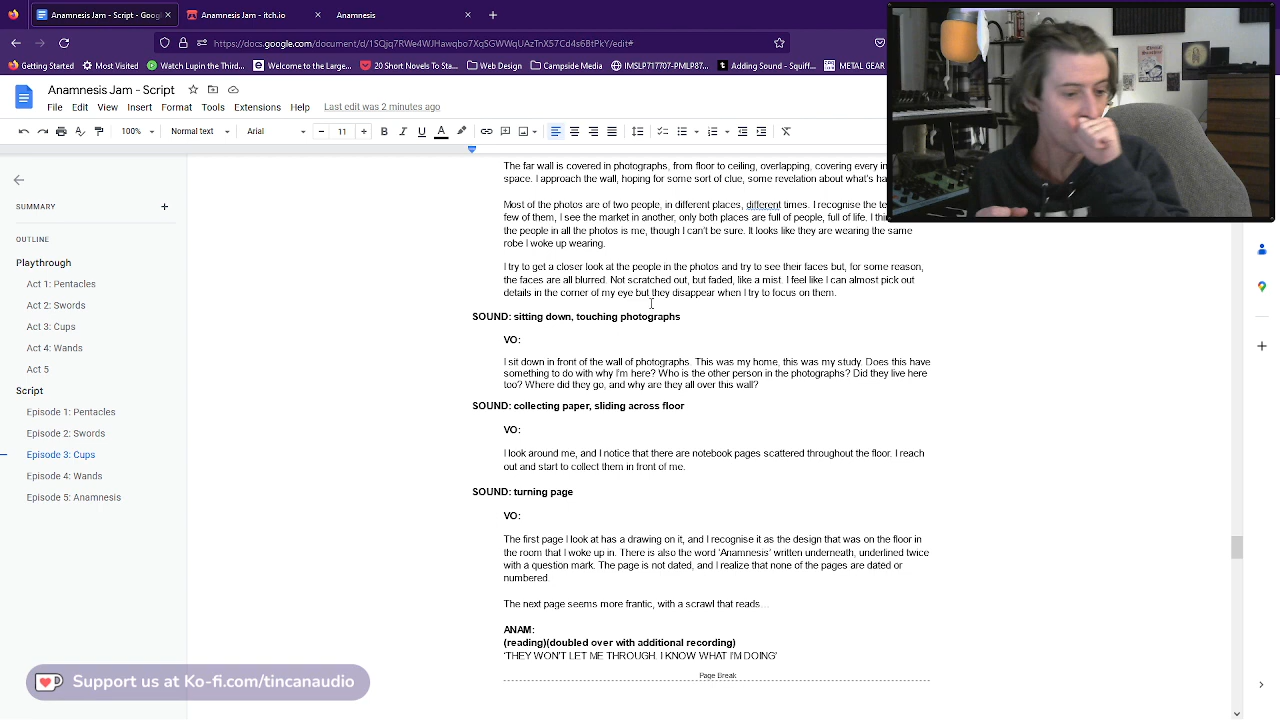 Anamnesis Jam - Script - Goog
Anamnesis Jam - itch.io
Anamnesis
https://docs.google.com/document/d/1SQjq7RWe4WJHawqbo7XqSGWWqUAzTnXS7Cd4s6BtPkY/edit#
Getting Started
Most Visited
Watch Lupin the Third...
Welcome to the Large...
20 Short Novels To Sta...
Web Design
Campside Media
IMSLP717707-PMLP87...
Adding Sound - Squiff...
METAL GEAR
Anamnesis Jam - Script
File Edit View Insert Format Tools Extensions Help
Last edit was 2 minutes ago
100% Normal text Arial 11
SUMMARY
OUTLINE
Playthrough
Act 1: Pentacles
Act 2: Swords
Act 3: Cups
Act 4: Wands
Act 5
Script
Episode 1: Pentacles
Episode 2: Swords
Episode 3: Cups
Episode 4: Wands
Episode 5: Anamnesis
The far wall is covered in photographs, from floor to ceiling, overlapping, covering every in
space. I approach the wall, hoping for some sort of clue, some revelation about what's ha
Most of the photos are of two people, in different places, different times. I recognise the te
few of them, I see the market in another, only both places are full of people, full of life. I thi
the people in all the photos is me, though I can't be sure. It looks like they are wearing the same
robe I woke up wearing.
I try to get a closer look at the people in the photos and try to see their faces but, for some reason,
the faces are all blurred. Not scratched out, but faded, like a mist. I feel like I can almost pick out
details in the corner of my eye but they disappear when I try to focus on them.
SOUND: sitting down, touching photographs
VO:
I sit down in front of the wall of photographs. This was my home, this was my study. Does this have
something to do with why I'm here? Who is the other person in the photographs? Did they live here
too? Where did they go, and why are they all over this wall?
SOUND: collecting paper, sliding across floor
VO:
I look around me, and I notice that there are notebook pages scattered throughout the floor. I reach
out and start to collect them in front of me.
SOUND: turning page
VO:
The first page I look at has a drawing on it, and I recognise it as the design that was on the floor in
the room that I woke up in. There is also the word 'Anamnesis' written underneath, underlined twice
with a question mark. The page is not dated, and I realize that none of the pages are dated or
numbered.
The next page seems more frantic, with a scrawl that reads...
ANAM:
(reading)(doubled over with additional recording)
'THEY WON'T LET ME THROUGH. I KNOW WHAT I'M DOING'
Page Break
Support us at Ko-fi.com/tincanaudio